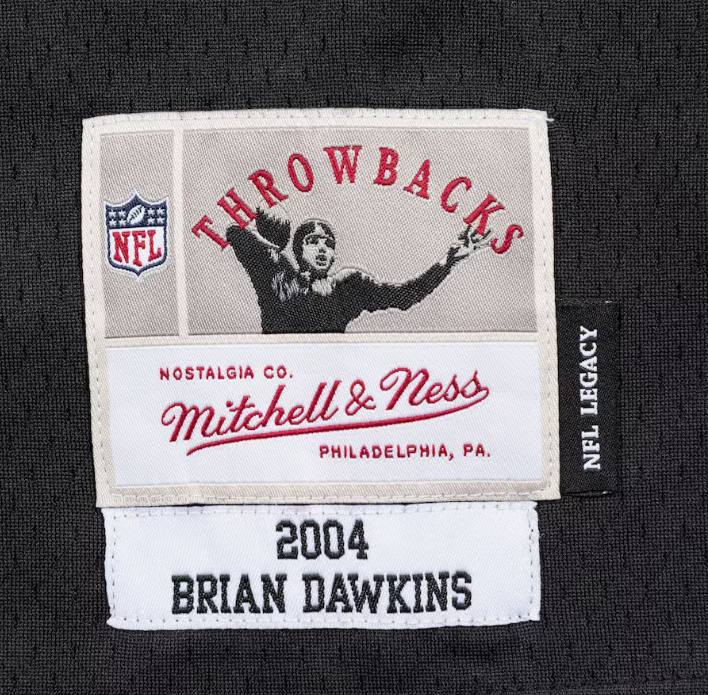 THROWBACKS
NFL
NOSTALGIA CO.
Mitchell & Ness
PHILADELPHIA, PA.
NFL LEGACY
2004
BRIAN DAWKINS